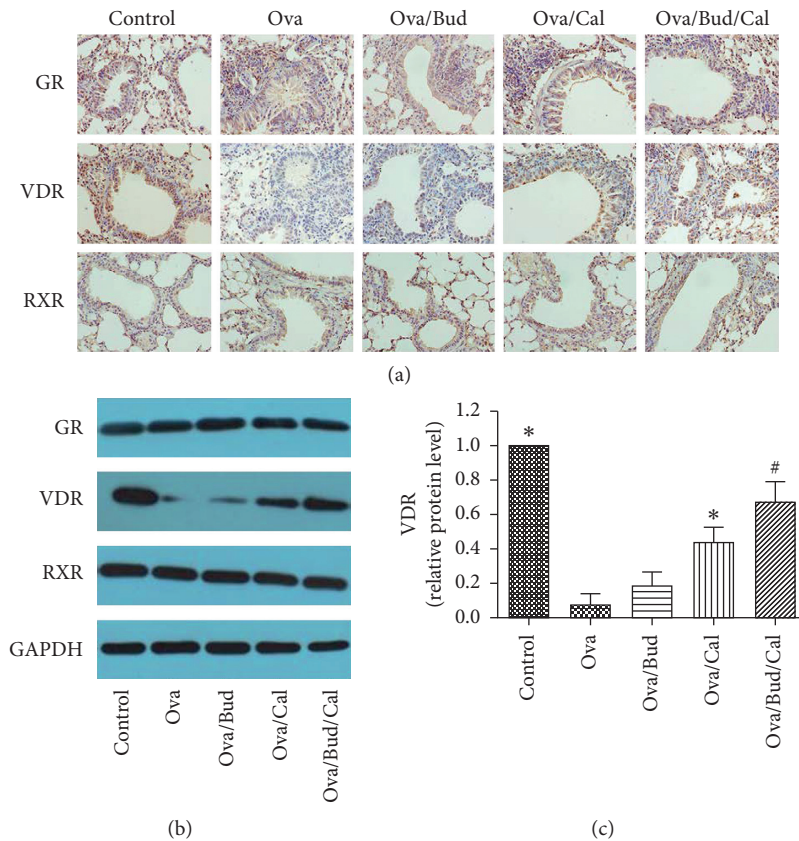 Control Ova Ova/Bud Ova/Cal Ova/Bud/Cal
GR
VDR
RXR
(a)
GR
VDR
RXR
GAPDH
Control
Ova
Ova/Bud
Ova/Cal
Ova/Bud/Cal
(b)
VDR
(relative protein level)
1.2
1.0
0.8
0.6
0.4
0.2
0.0
*
*
#
Control
Ova
Ova/Bud
Ova/Cal
Ova/Bud/Cal
(c)